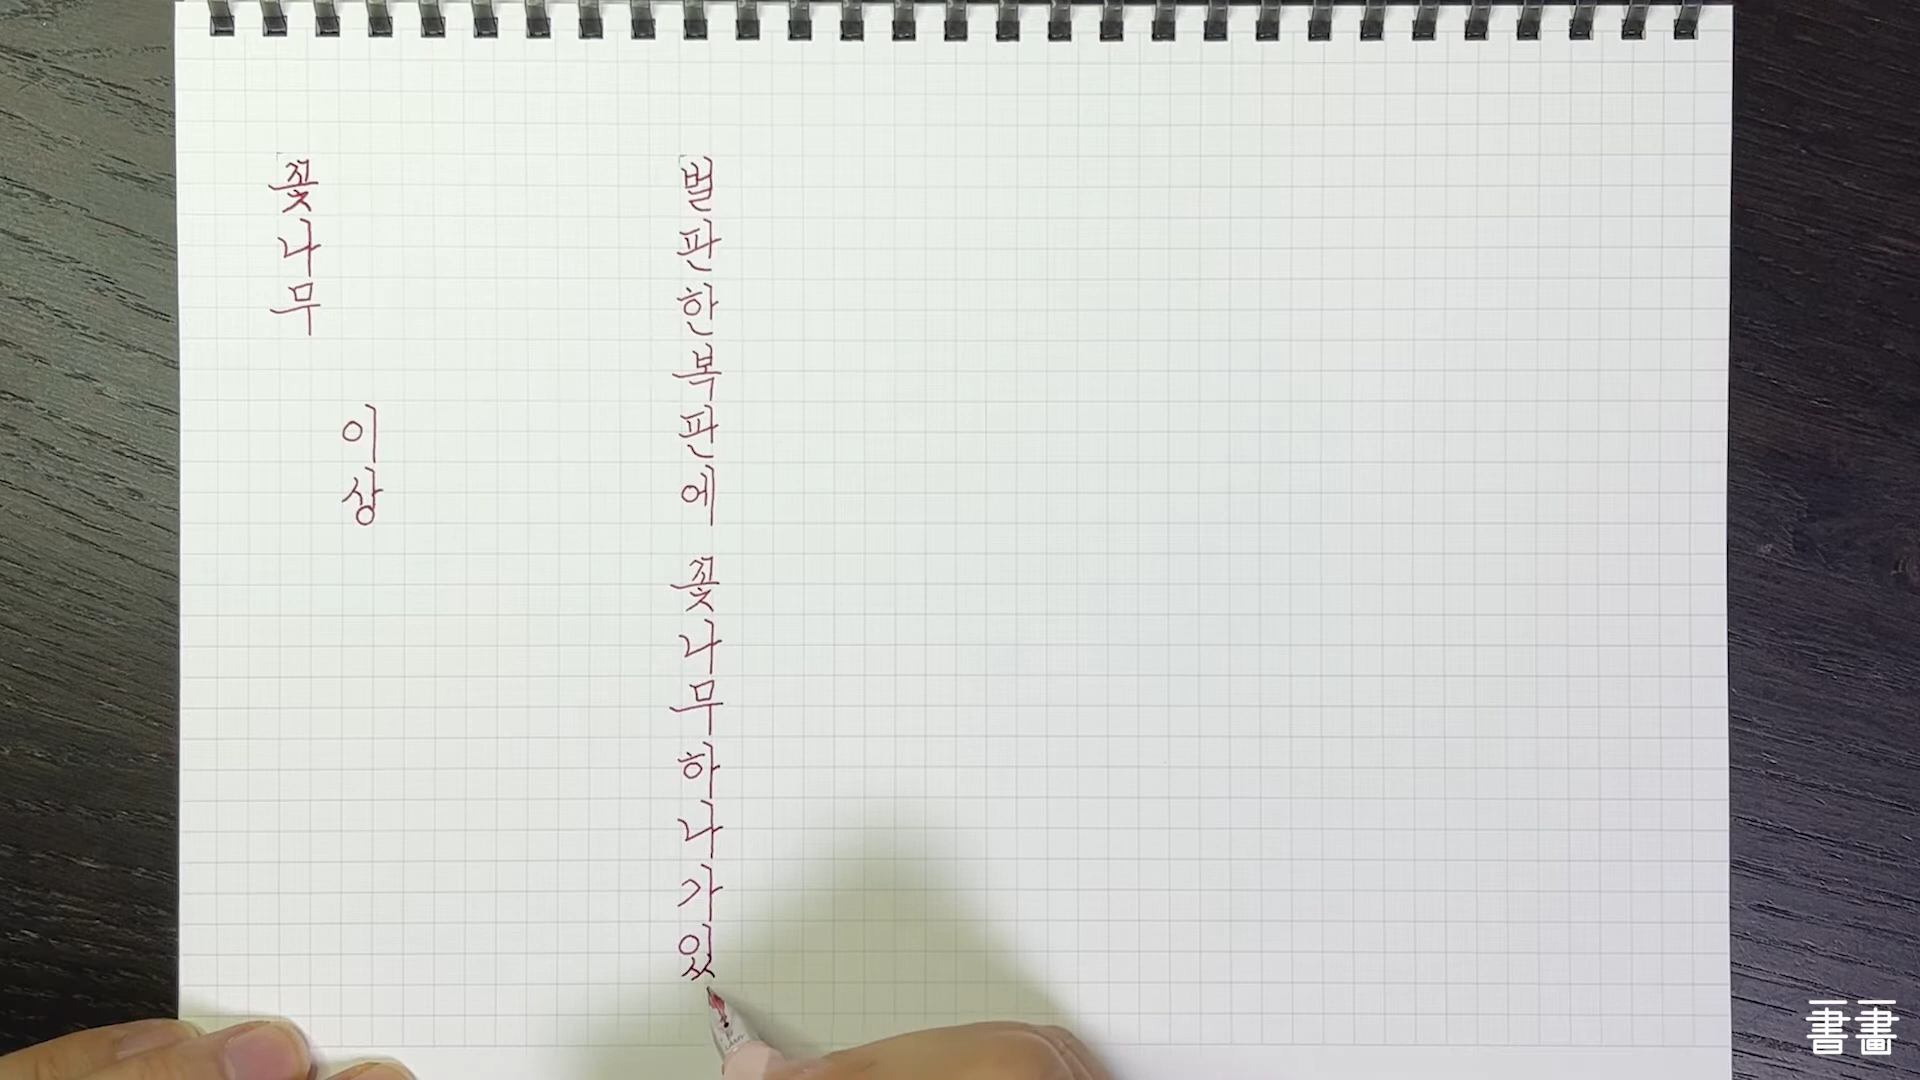 꽃나무
이상
벌판한복판에 꽃나무하나가있
書畫